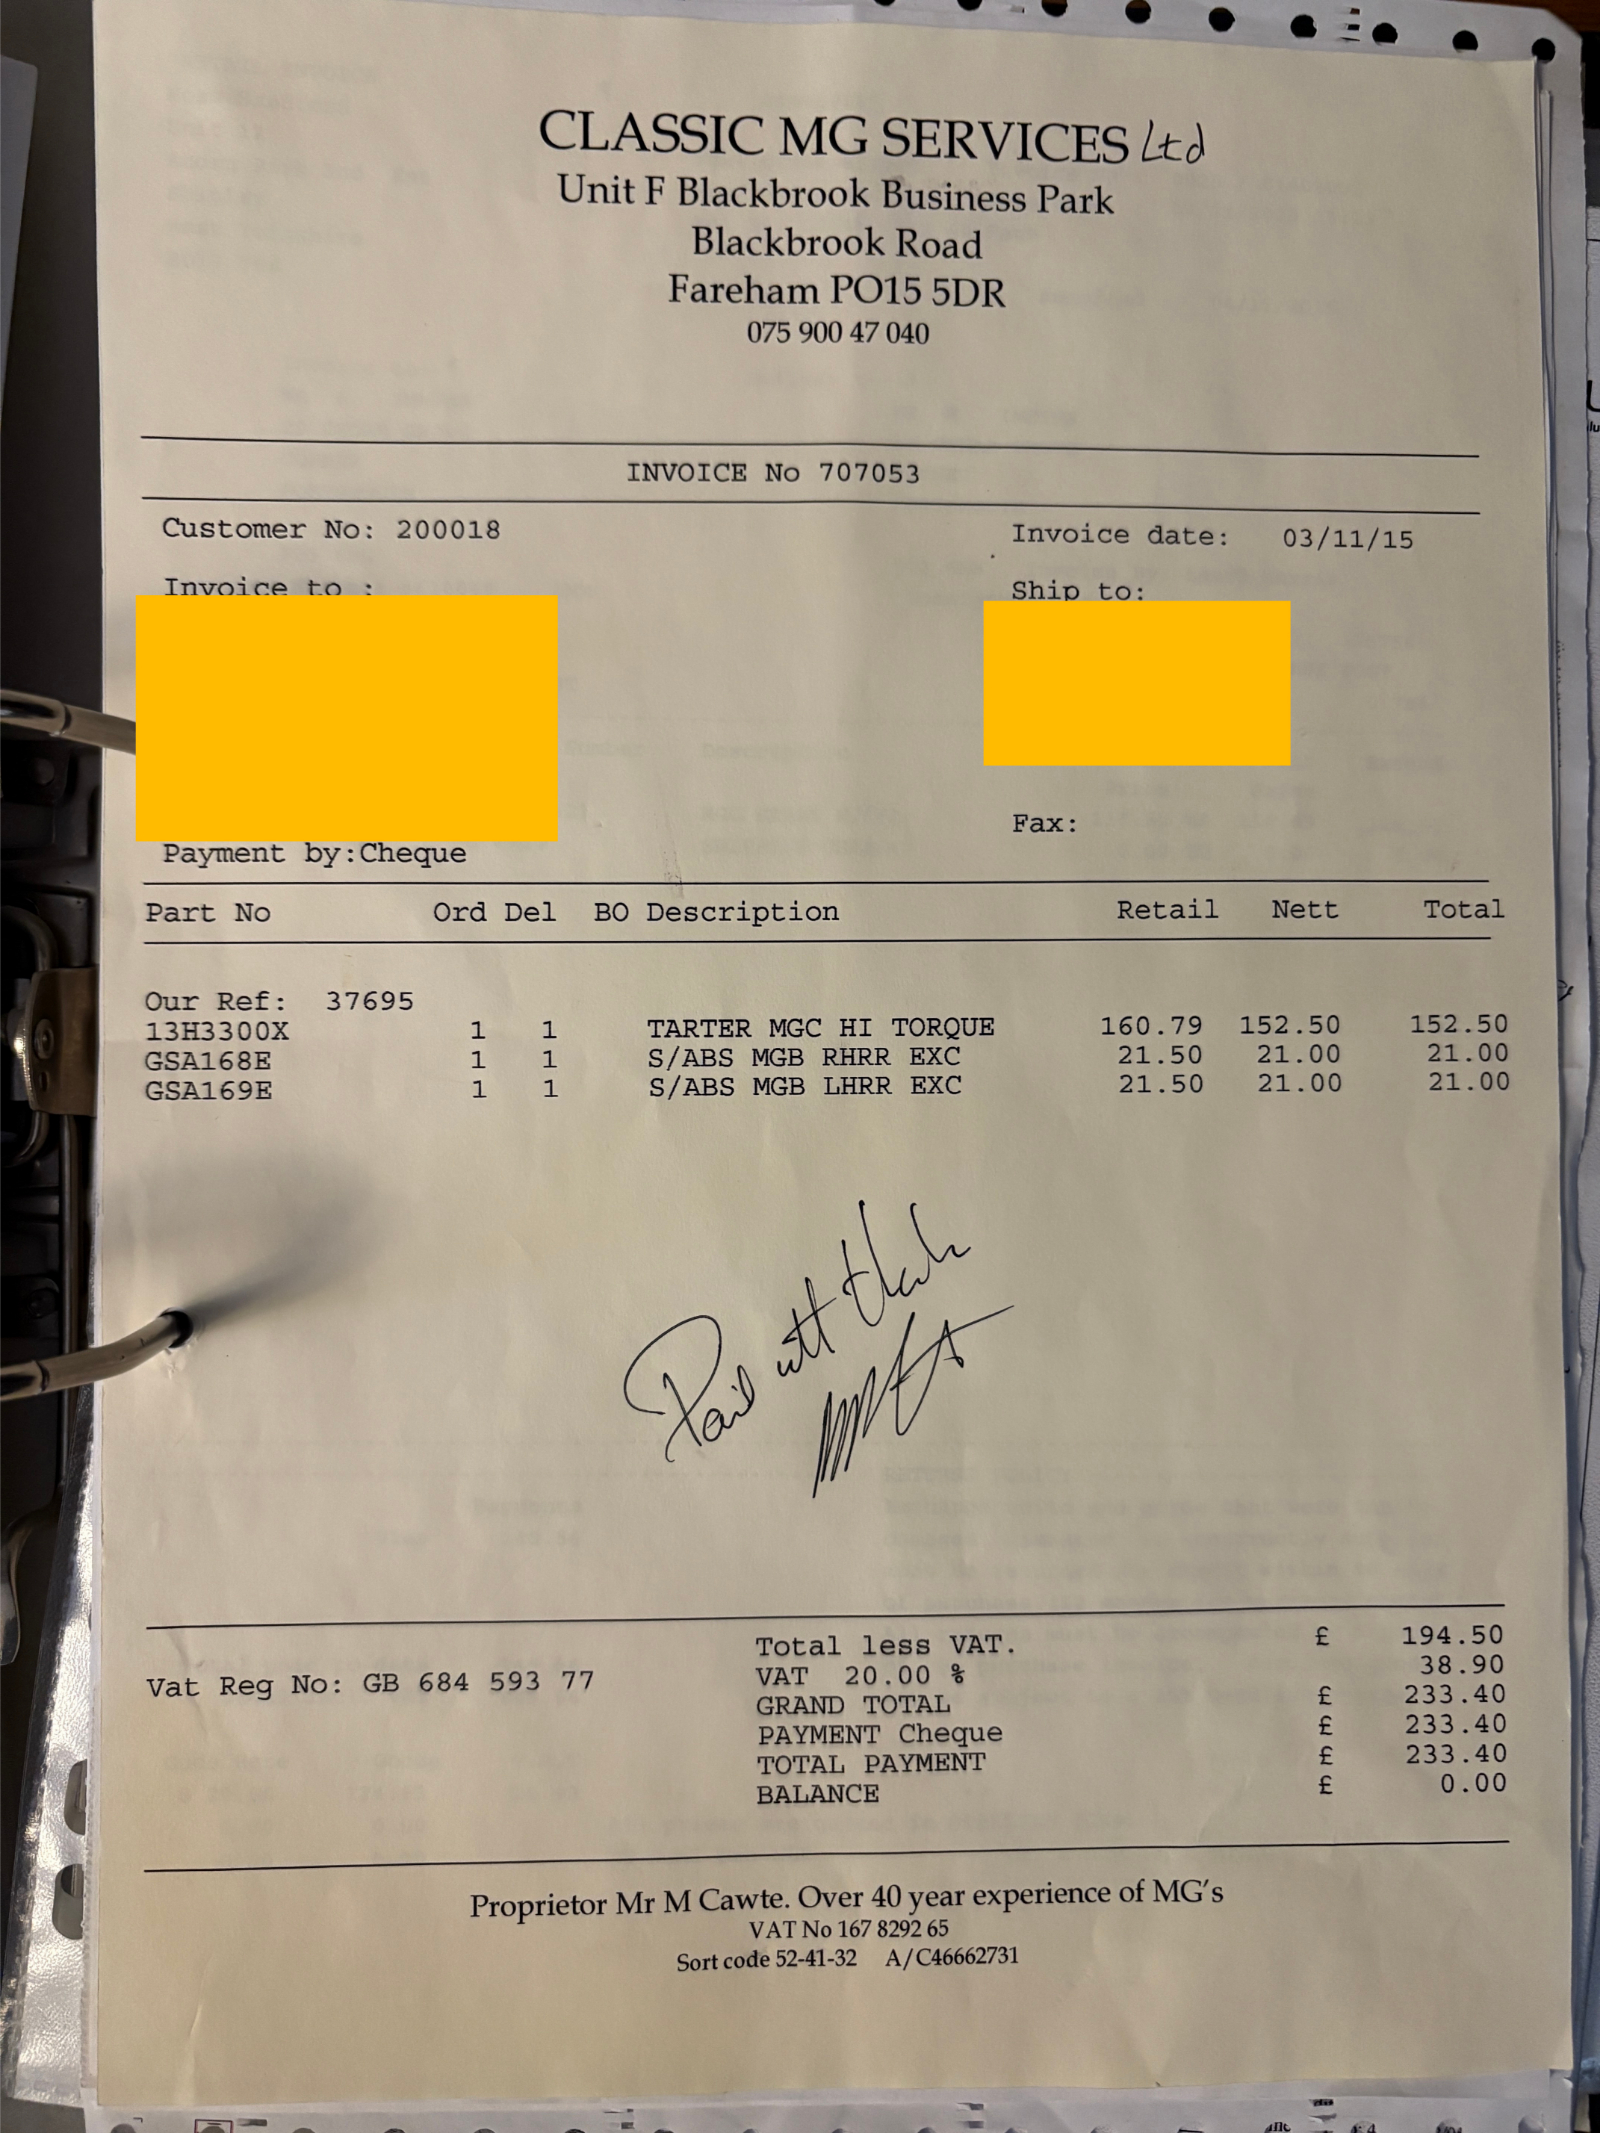 CLASSIC MG SERVICES Ltd
Unit F Blackbrook Business Park
Blackbrook Road
Fareham PO15 5DR
075 900 47 040
INVOICE No 707053
Customer No: 200018 Invoice date: 03/11/15
Invoice to : Ship to:
Fax:
Payment by:Cheque
Part No Ord Del BO Description Retail Nett Total
Our Ref: 37695
13H3300X 1 1 TARTER MGC HI TORQUE 160.79 152.50 152.50
GSA168E 1 1 S/ABS MGB RHRR EXC 21.50 21.00 21.00
GSA169E 1 1 S/ABS MGB LHRR EXC 21.50 21.00 21.00
Paid
Total less VAT. £ 194.50
VAT 20.00 % 38.90
Vat Reg No: GB 684 593 77
GRAND TOTAL £ 233.40
PAYMENT Cheque £ 233.40
TOTAL PAYMENT £ 233.40
BALANCE £ 0.00
Proprietor Mr M Cawte. Over 40 year experience of MG's
VAT No 167 8292 65
Sort code 52-41-32 A/C46662731